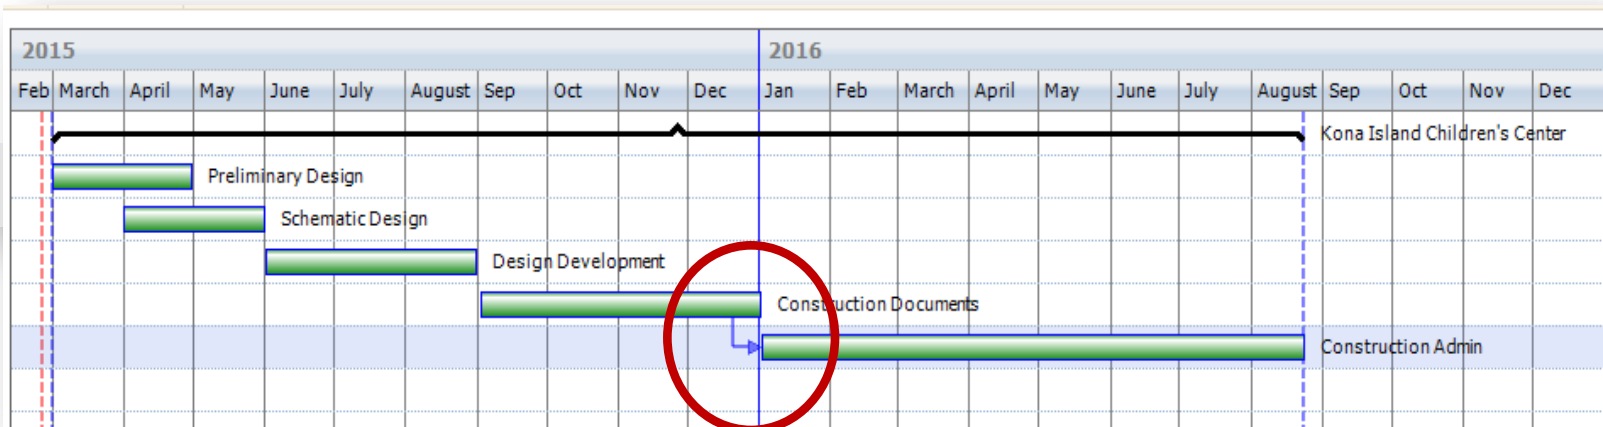 2015 2016
Feb March April May June July August Sep Oct Nov Dec Jan Feb March April May June July August Sep Oct Nov Dec
Kona Island Children's Center
Preliminary Design
Schematic Design
Design Development
Construction Documents
Construction Admin